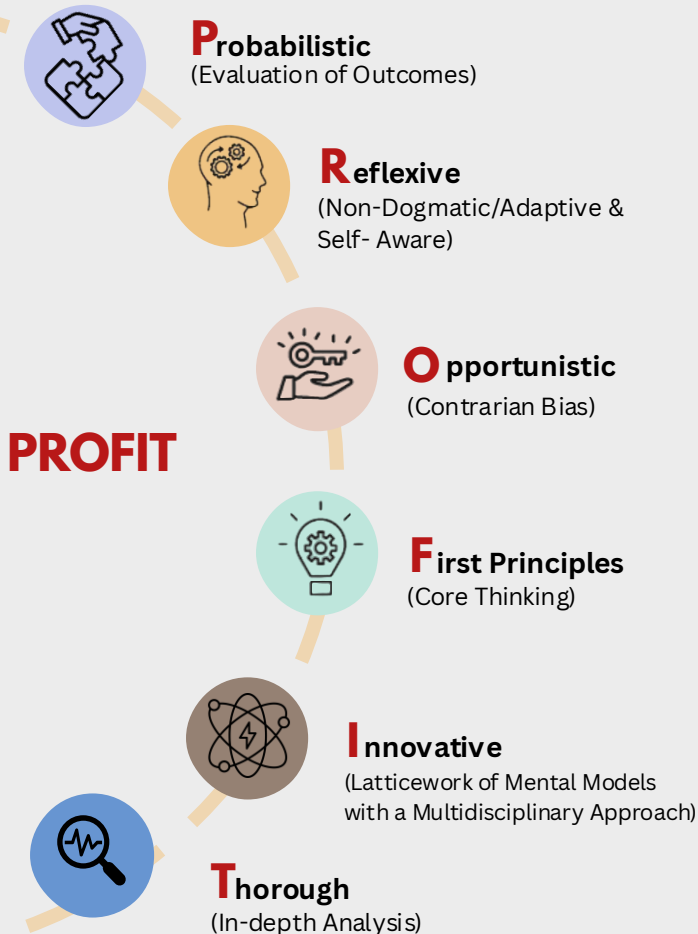 Probabilistic
(Evaluation of Outcomes)
Reflexive
(Non-Dogmatic/Adaptive &
Self- Aware)
Opportunistic
(Contrarian Bias)
PROFIT
First Principles
(Core Thinking)
Innovative
(Latticework of Mental Models
with a Multidisciplinary Approach)
Thorough
(In-depth Analysis)